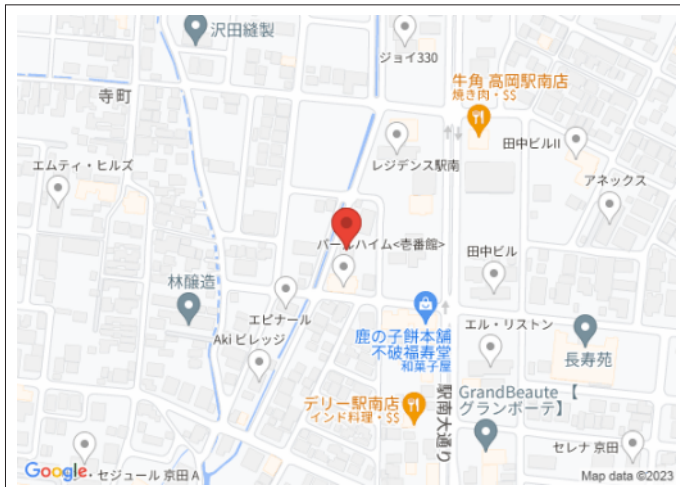 沢田縫製
ジョイ330
牛角 高岡駅南店
焼き肉・$$
寺町
田中ビルII
エムティ・ヒルズ
レジデンス駅南
アネックス
パールハイム<壱番館>
田中ビル
林醸造
エピナール
鹿の子餅本舗
不破福寿堂
和菓子屋
エル・リストン
Aki ビレッジ
長寿苑
デリー駅南店
インド料理・$$
駅南大通り
GrandBeaute【
グランボーテ】
セレナ 京田
Google
・セジュール 京田 A
Map data ©2023